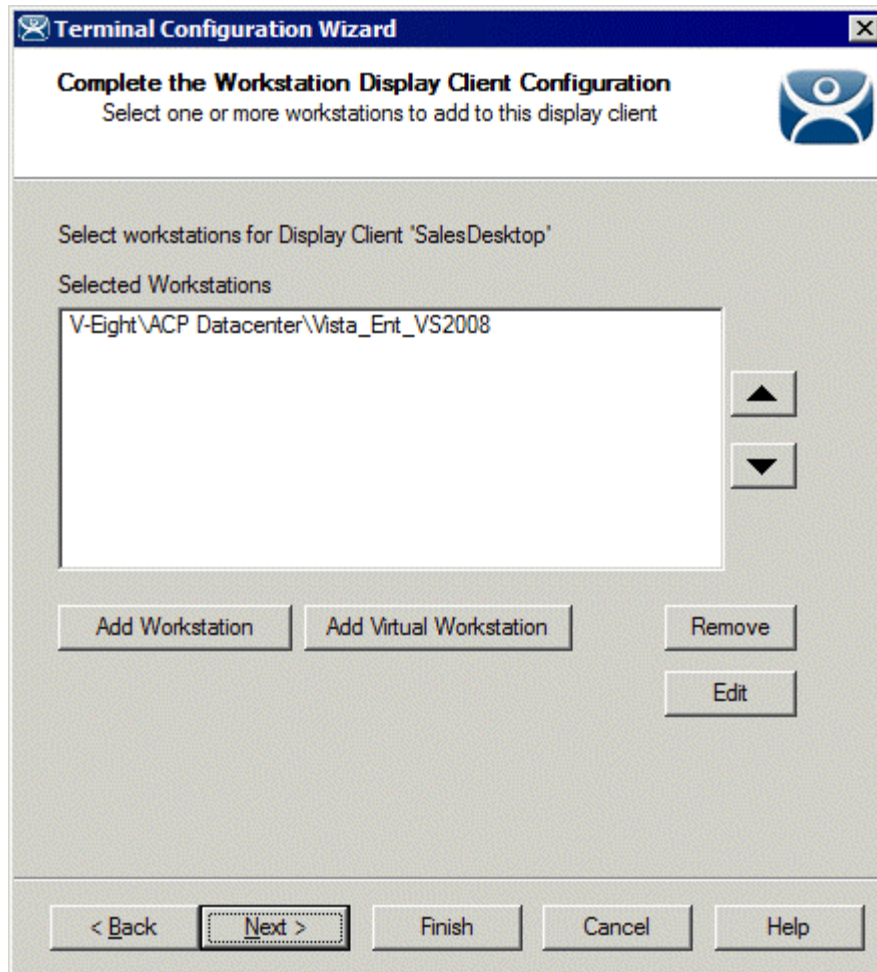 Terminal Configuration Wizard
Complete the Workstation Display Client Configuration
Select one or more workstations to add to this display client
Select workstations for Display Client 'SalesDesktop'
Selected Workstations
V-Eight\ACP Datacenter\Vista_Ent_VS2008
Add Workstation Add Virtual Workstation Remove
Edit
< Back Next > Finish Cancel Help